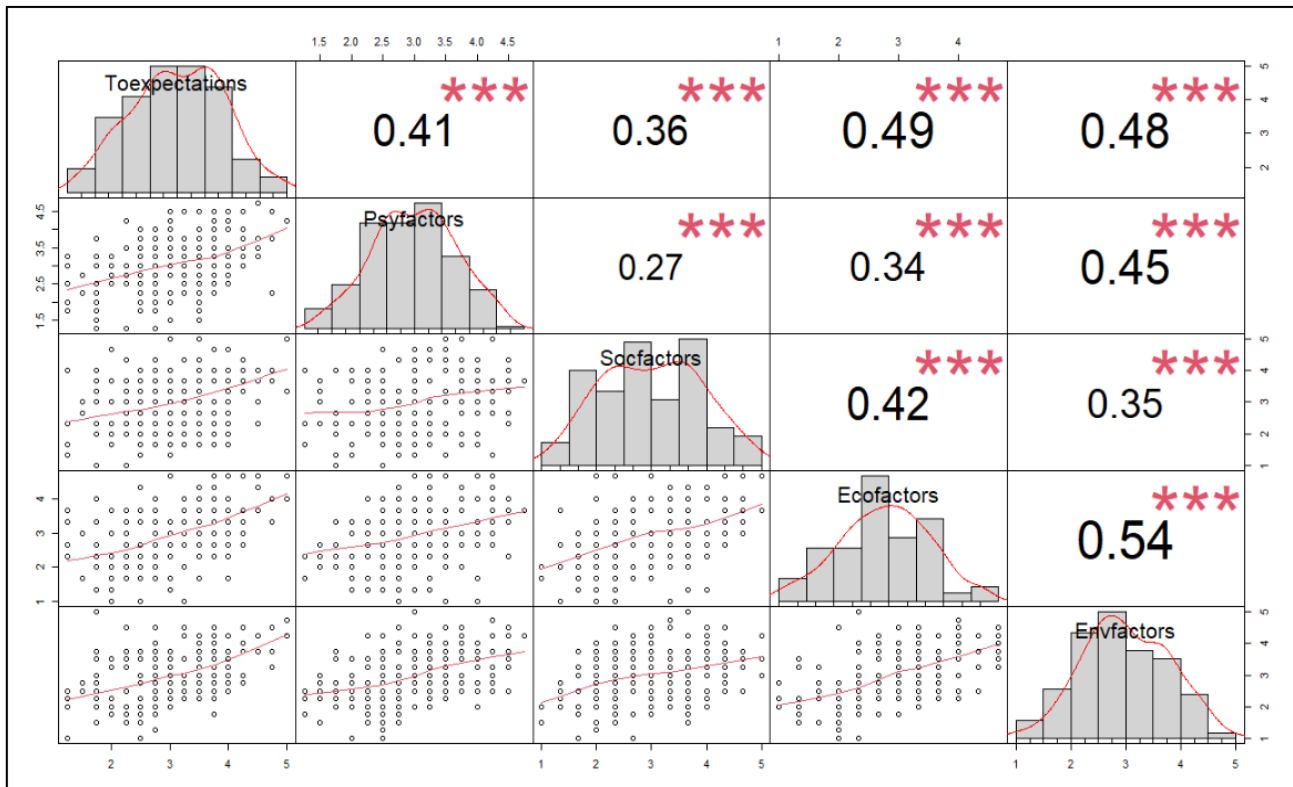 1.5 2.0 2.5 3.0 3.5 4.0 4.5 1 2 3 4
Toexpectations *** *** *** ***
0.41 0.36 0.49 0.48
5
4
3
2
Psyfactors *** *** ***
0.27 0.34 0.45
4.5
3.5
2.5
1.5
Socfactors *** ***
0.42 0.35
5
4
3
2
1
Ecofactors ***
0.54
4
3
2
1
Envfactors
5
4
3
2
1
2 3 4 5 1 2 3 4 5 1 2 3 4 5